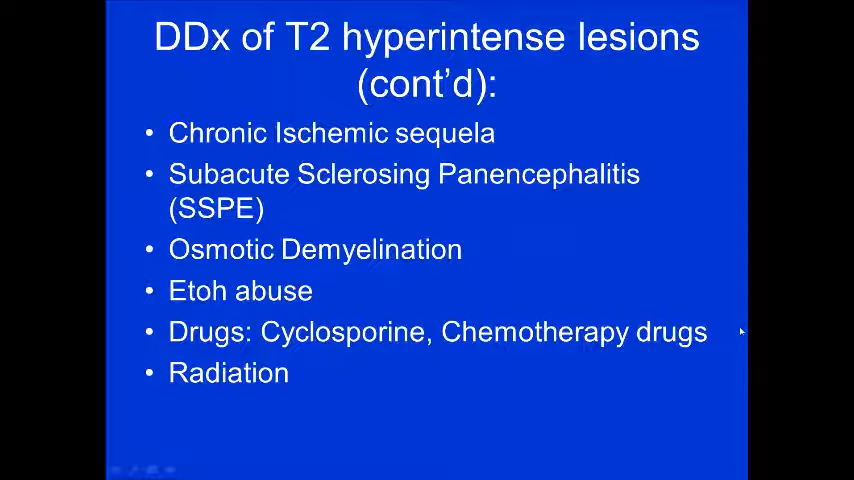 DDx of T2 hyperintense lesions
(cont'd):
• Chronic Ischemic sequela
• Subacute Sclerosing Panencephalitis
(SSPE)
• Osmotic Demyelination
• Etoh abuse
• Drugs: Cyclosporine, Chemotherapy drugs
• Radiation